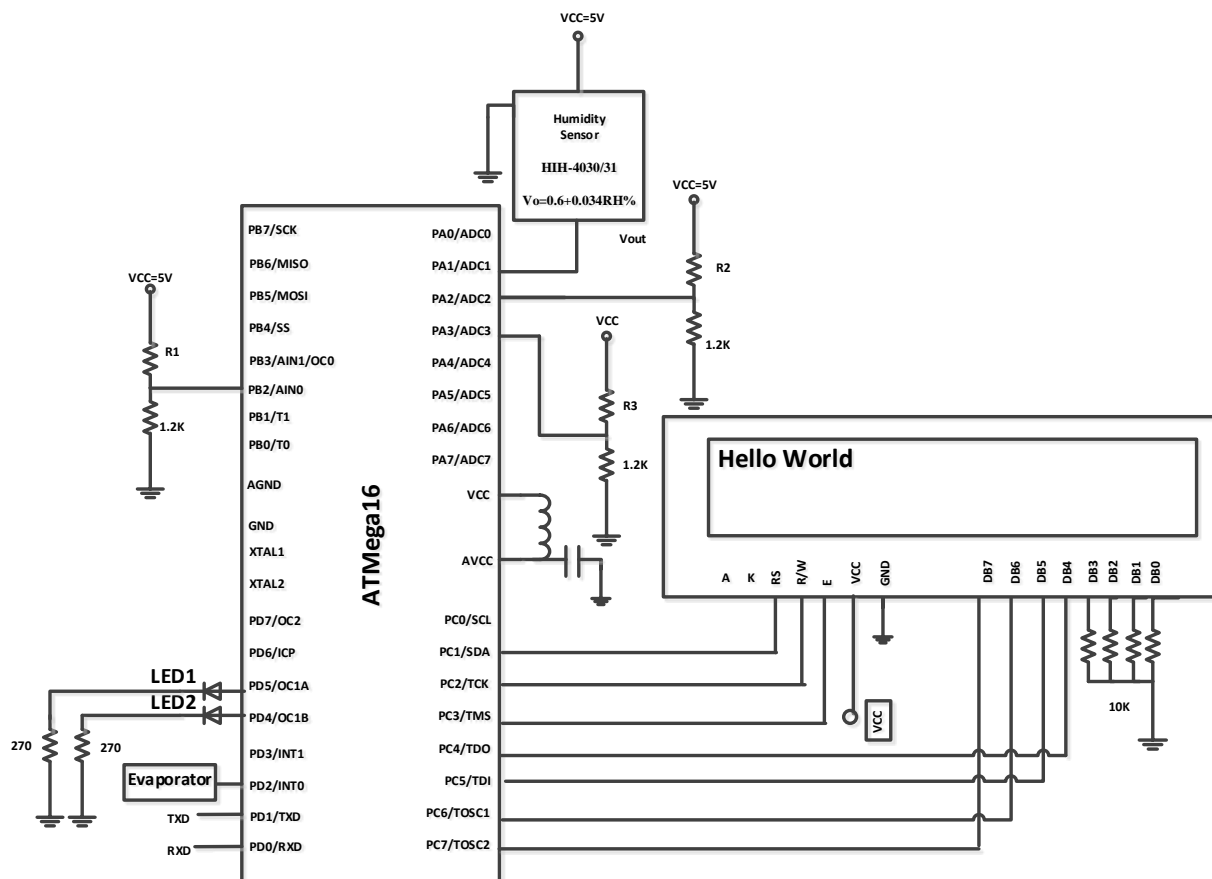 VCC=5V
Humidity
Sensor
HIH-4030/31
Vo=0.6+0.034RH%
Vout
VCC=5V
R2
1.2K
VCC
R3
1.2K
VCC=5V
R1
1.2K
ATMega16
PB7/SCK
PB6/MISO
PB5/MOSI
PB4/SS
PB3/AIN1/OC0
PB2/AIN0
PB1/T1
PB0/T0
AGND
GND
XTAL1
XTAL2
PD7/OC2
PD6/ICP
PD5/OC1A
PD4/OC1B
PD3/INT1
PD2/INT0
PD1/TXD
PD0/RXD
PA0/ADC0
PA1/ADC1
PA2/ADC2
PA3/ADC3
PA4/ADC4
PA5/ADC5
PA6/ADC6
PA7/ADC7
VCC
AVCC
PC0/SCL
PC1/SDA
PC2/TCK
PC3/TMS
PC4/TDO
PC5/TDI
PC6/TOSC1
PC7/TOSC2
LED1
LED2
270
270
Evaporator
TXD
RXD
Hello World
A
K
RS
R/W
E
VCC
GND
DB7
DB6
DB5
DB4
DB3
DB2
DB1
DB0
VCC
10K